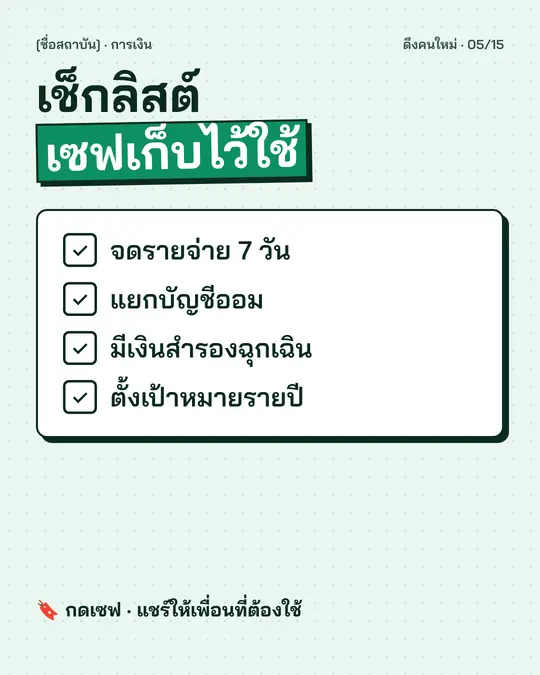 [ชื่อสถาบัน] · การเงิน
ดึงคนใหม่ · 05/15
เช็กลิสต์
เซฟเก็บไว้ใช้
จดรายจ่าย 7 วัน
แยกบัญชีออม
มีเงินสำรองฉุกเฉิน
ตั้งเป้าหมายรายปี
กดเซฟ · แชร์ให้เพื่อนที่ต้องใช้